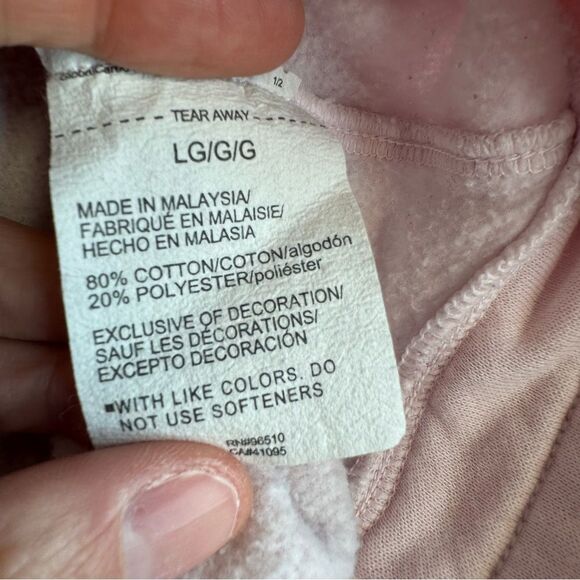 1/2
TEAR AWAY
LG/G/G
MADE IN MALAYSIA/
FABRIQUÉ EN MALAISIE/
HECHO EN MALASIA
80% COTTON/COTON/algodón
20% POLYESTER/poliéster
EXCLUSIVE OF DECORATION/
SAUF LES DÉCORATIONS/
EXCEPTO DECORACIÓN
■WITH LIKE COLORS. DO
NOT USE SOFTENERS
RN#96510
CA#41095